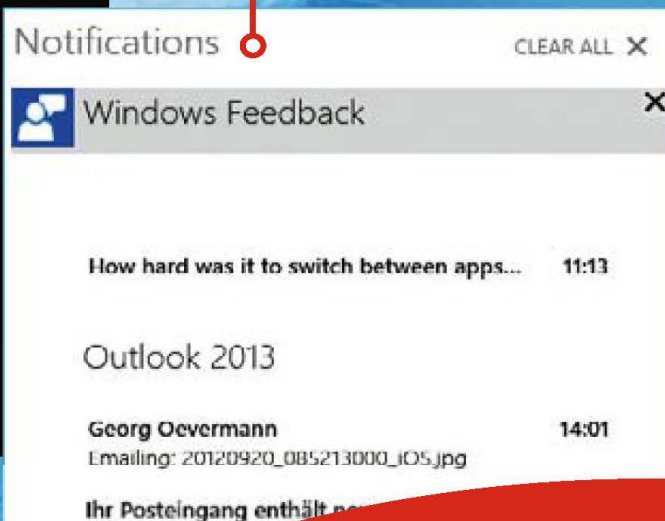 Notifications
CLEAR ALL ✕
Windows Feedback
How hard was it to switch between apps... 11:13
Outlook 2013
Georg Oevermann 14:01
Emailing: 20120920_085213000_iOS.jpg
Ihr Posteingang enthält